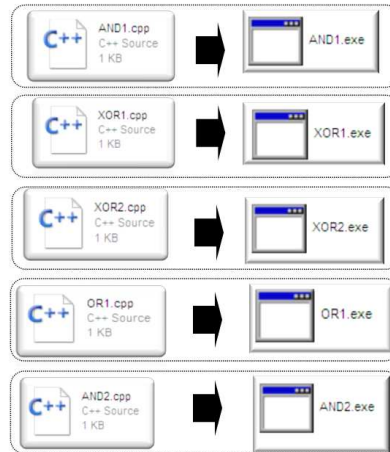 C++
AND1.cpp
C++ Source
1 KB
AND1.exe
C++
XOR1.cpp
C++ Source
1 KB
XOR1.exe
C++
XOR2.cpp
C++ Source
1 KB
XOR2.exe
C++
OR1.cpp
C++ Source
1 KB
OR1.exe
C++
AND2.cpp
C++ Source
1 KB
AND2.exe